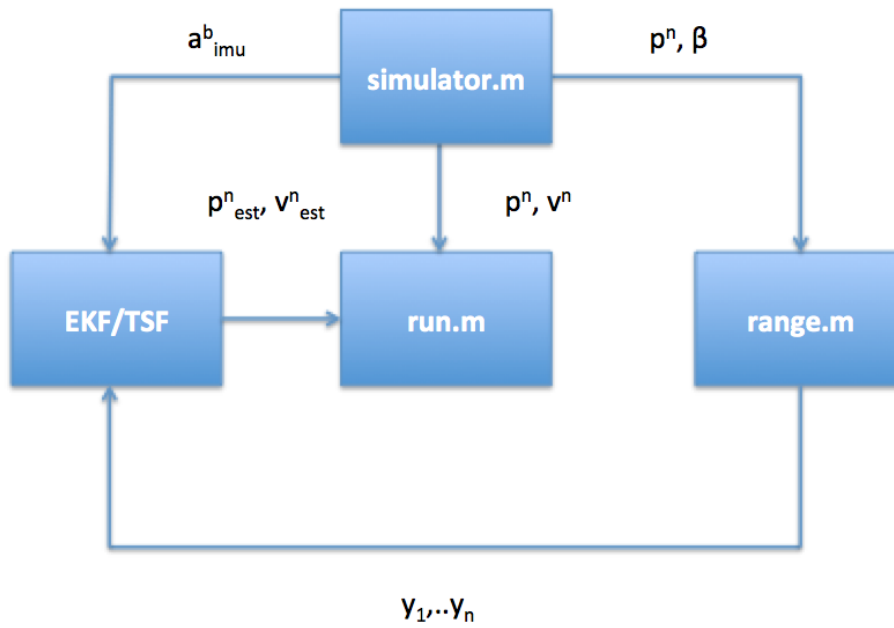 aᵇimu
simulator.m
pⁿ, β
pⁿest, vⁿest
pⁿ, vⁿ
EKF/TSF
run.m
range.m
y₁,..yₙ